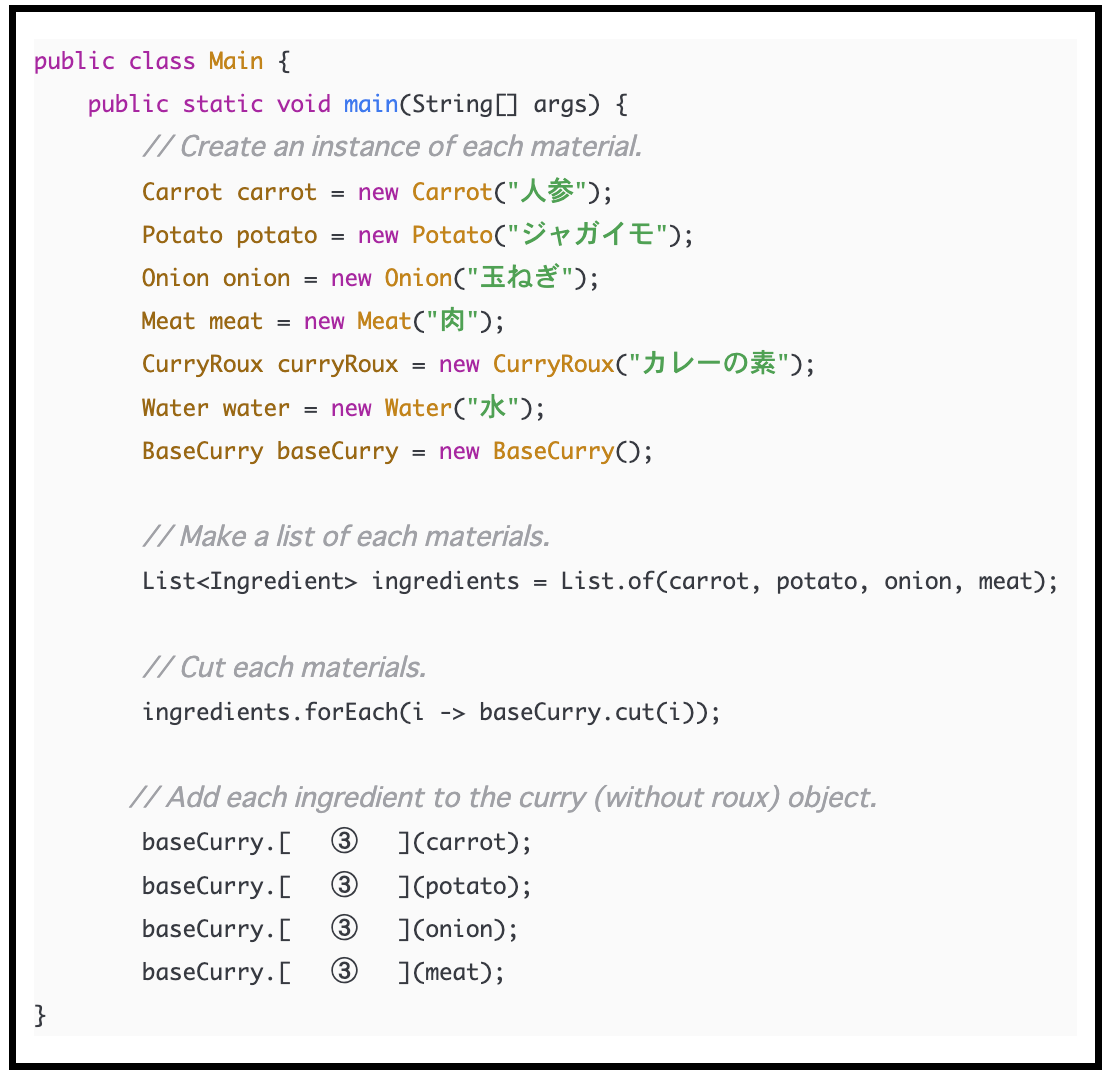 public class Main {
public static void main(String[] args) {
// Create an instance of each material.
Carrot carrot = new Carrot("人参");
Potato potato = new Potato("ジャガイモ");
Onion onion = new Onion("玉ねぎ");
Meat meat = new Meat("肉");
CurryRoux curryRoux = new CurryRoux("カレーの素");
Water water = new Water("水");
BaseCurry baseCurry = new BaseCurry();
// Make a list of each materials.
List<Ingredient> ingredients = List.of(carrot, potato, onion, meat);
// Cut each materials.
ingredients.forEach(i -> baseCurry.cut(i));
// Add each ingredient to the curry (without roux) object.
baseCurry.[ ③ ](carrot);
baseCurry.[ ③ ](potato);
baseCurry.[ ③ ](onion);
baseCurry.[ ③ ](meat);
}